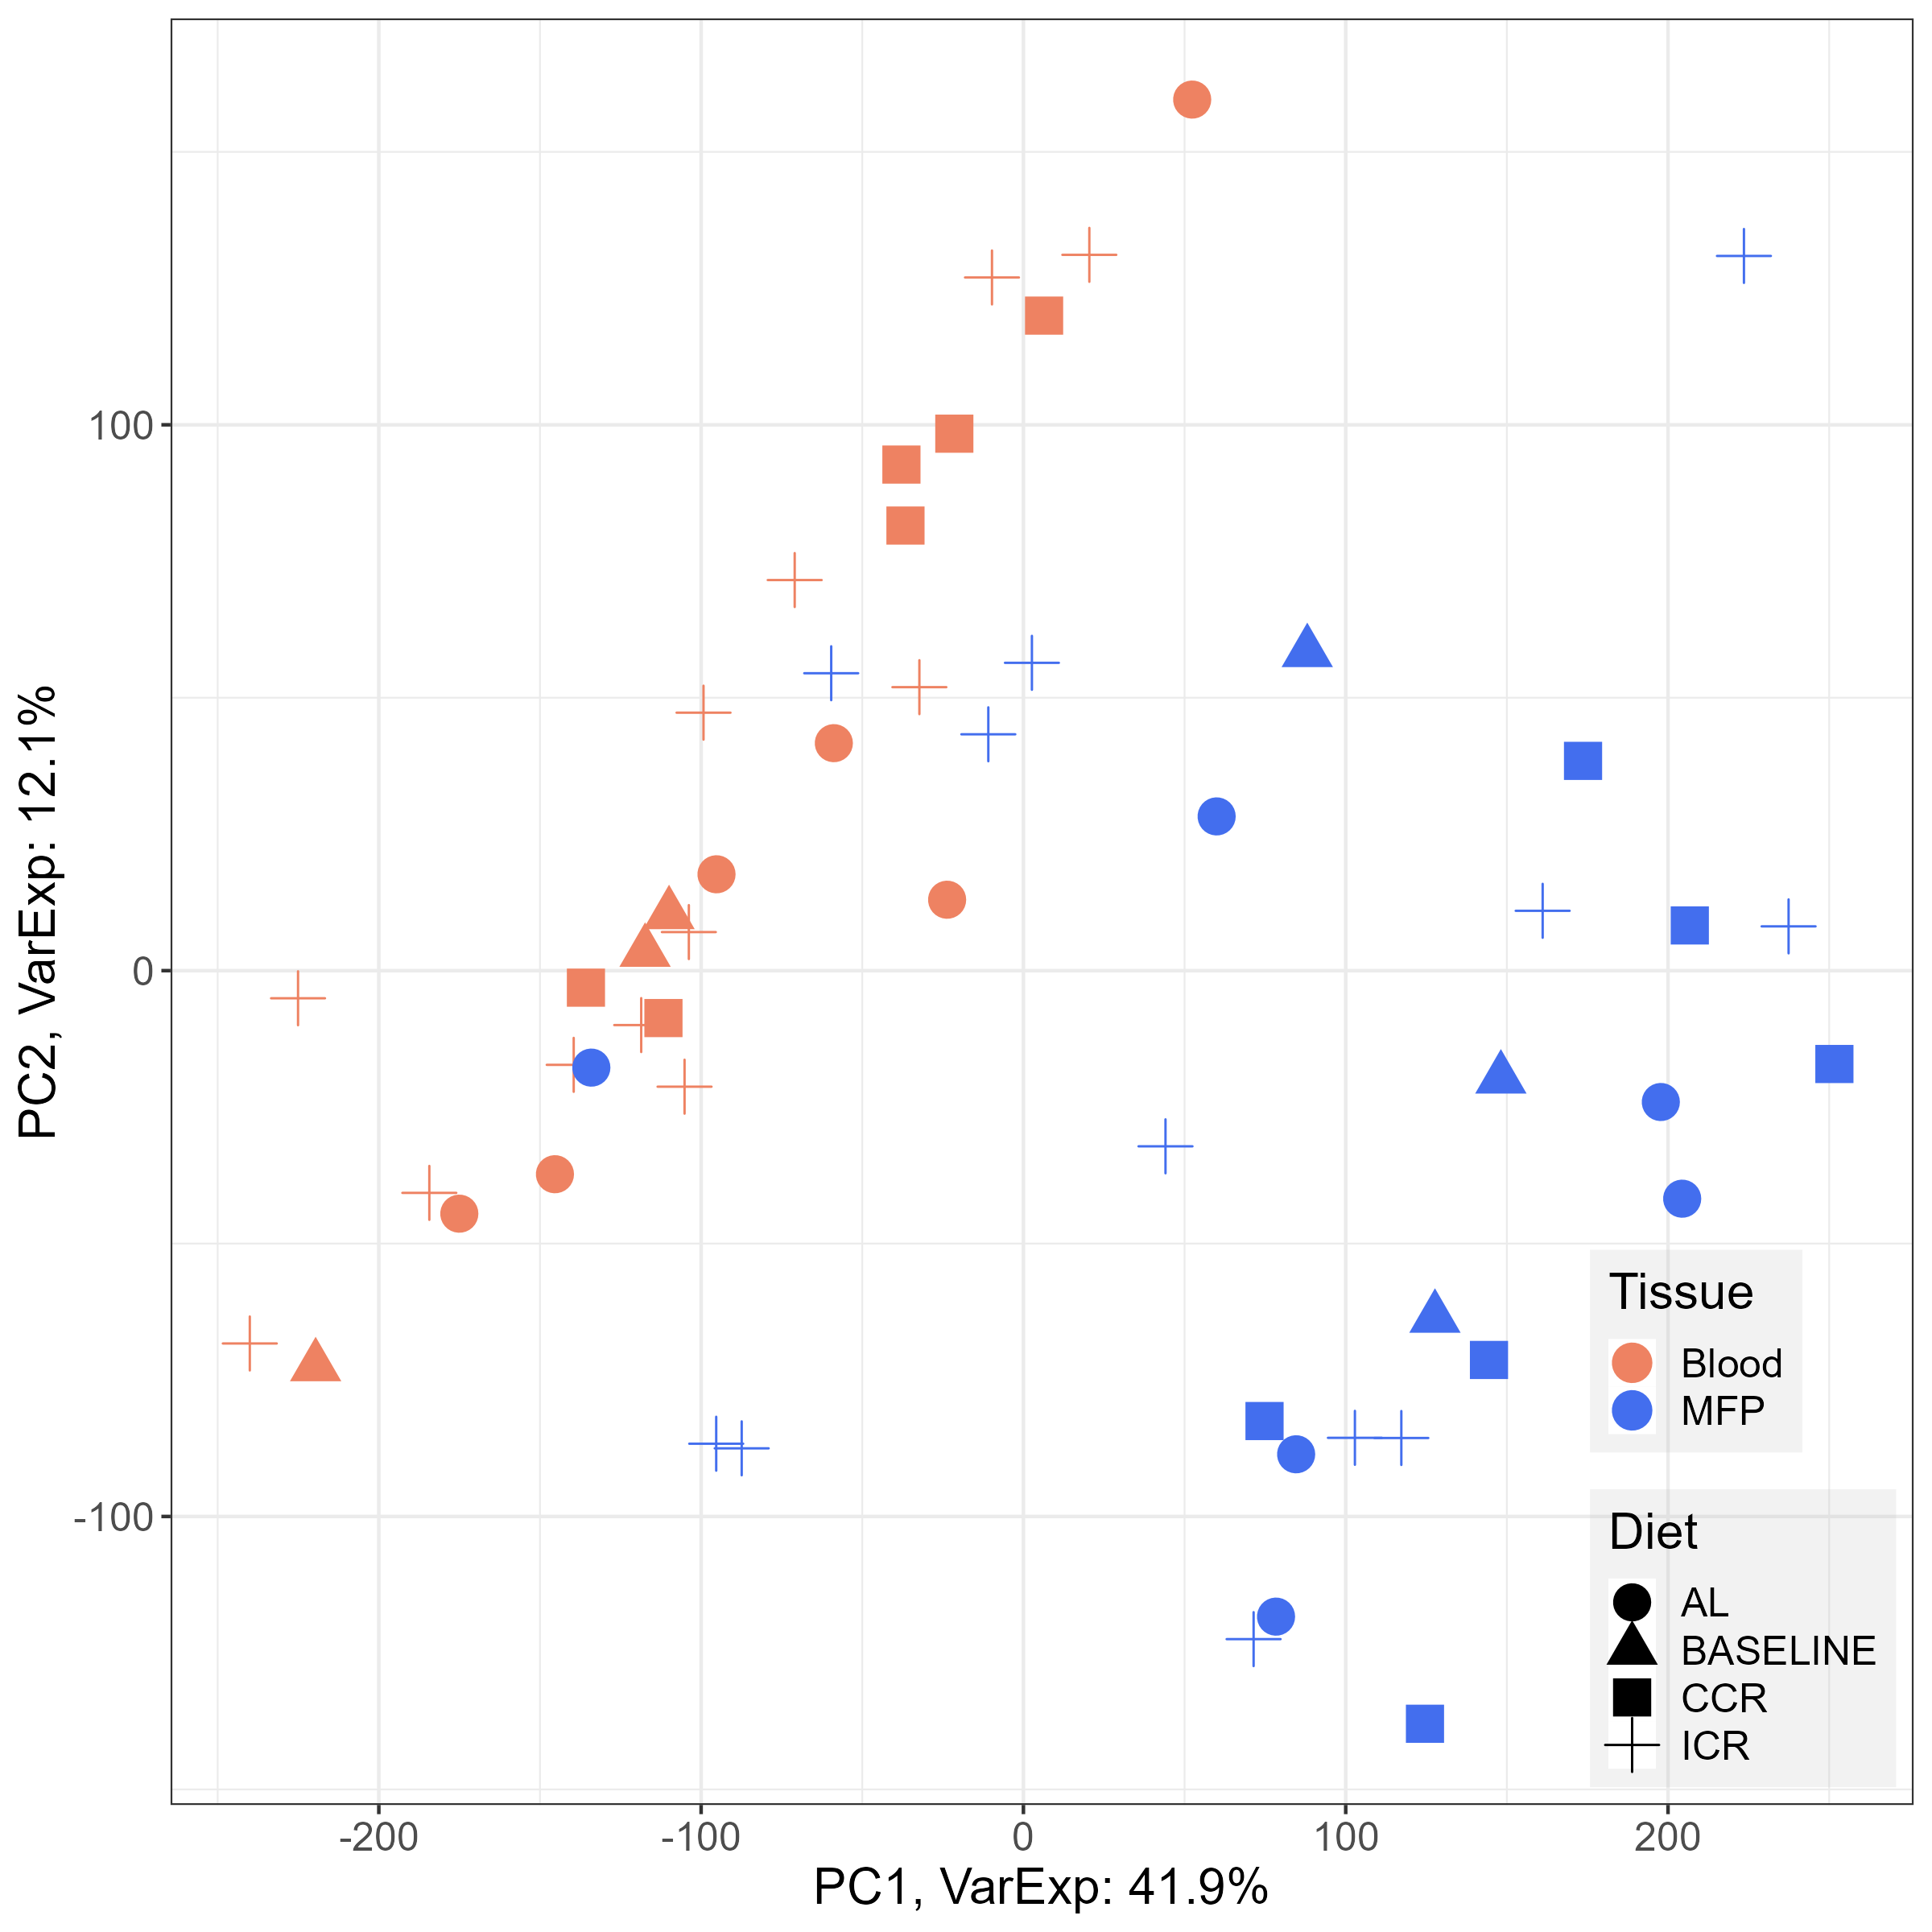 PC2, VarExp: 12.1%
100
0
-100
-200
-100
0
100
200
PC1, VarExp: 41.9%
Tissue
Blood
MFP
Diet
AL
BASELINE
CCR
ICR